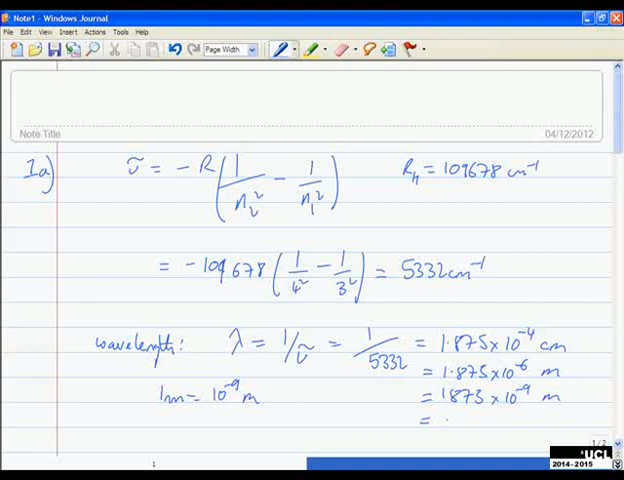 Note1 - Windows Journal
File Edit View Insert Actions Tools Help
Page Width
Note Title 04/12/2012
1a) ῡ = - R ( 1/n₂² - 1/n₁² ) R_H = 109678 cm⁻¹
= - 109678 ( 1/4² - 1/3² ) = 5332 cm⁻¹
wavelength: λ = 1/ῡ = 1/5332 = 1.875 x 10⁻⁴ cm
= 1.875 x 10⁻⁶ m
1m = 10⁻⁹ m = 1875 x 10⁻⁹ m
=
1/2
1
UCL
2014-2015